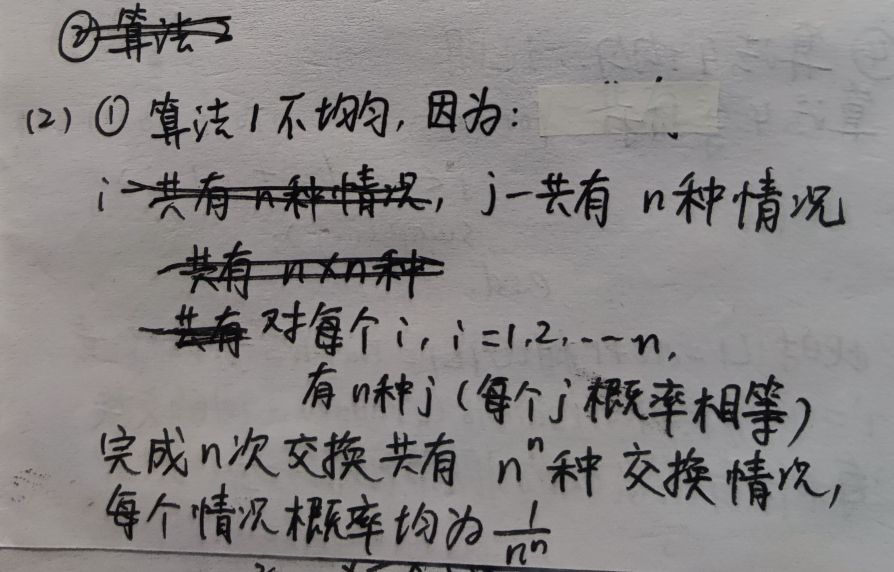 ②算法2
(2) ① 算法1不均匀,因为:
i 一共有n种情况, j一共有 n种情况
共有 n×n种
共有 对每个i, i=1,2,...n,
有n种j(每个j概率相等)
完成n次交换共有 nⁿ种交换情况,
每个情况概率均为 1/nⁿ